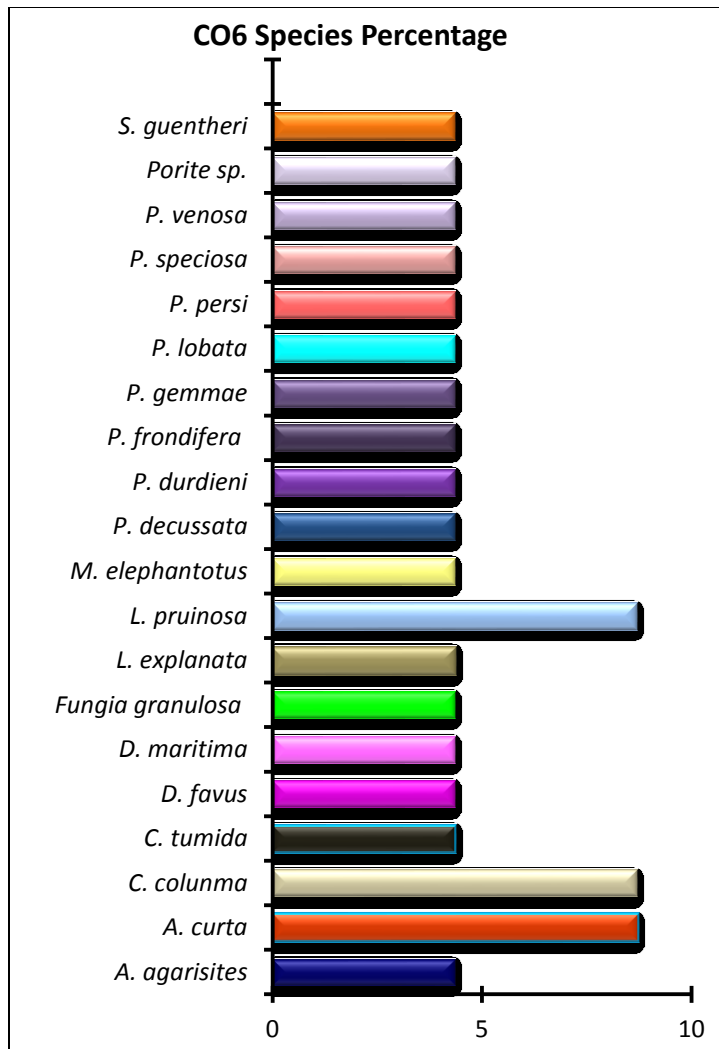 CO6 Species Percentage
S. guentheri
Porite sp.
P. venosa
P. speciosa
P. persi
P. lobata
P. gemmae
P. frondifera
P. durdieni
P. decussata
M. elephantotus
L. pruinosa
L. explanata
Fungia granulosa
D. maritima
D. favus
C. tumida
C. colunma
A. curta
A. agarisites
0 5 10